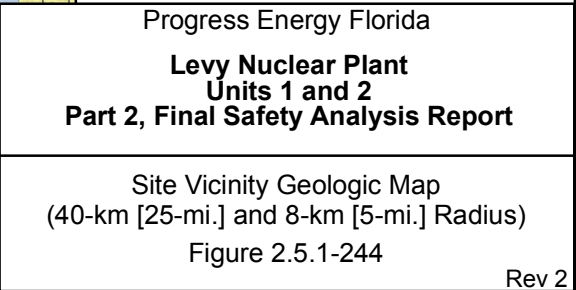 Progress Energy Florida
Levy Nuclear Plant
Units 1 and 2
Part 2, Final Safety Analysis Report
Site Vicinity Geologic Map
(40-km [25-mi.] and 8-km [5-mi.] Radius)
Figure 2.5.1-244
Rev 2